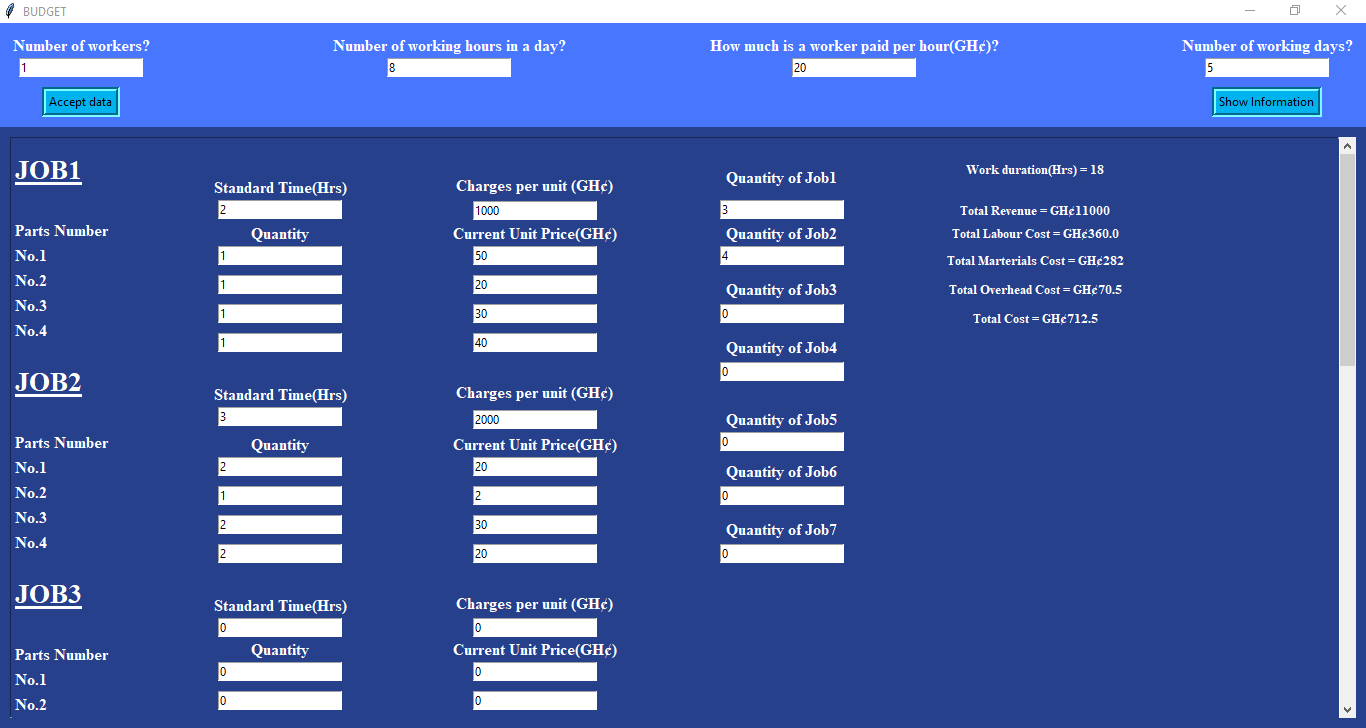 BUDGET
Number of workers? Number of working hours in a day? How much is a worker paid per hour(GH¢)? Number of working days?
1 8 20 5
Accept data Show Information
JOB1
Standard Time(Hrs) Charges per unit (GH¢) Quantity of Job1 Work duration(Hrs) = 18
2 1000 3 Total Revenue = GH¢11000
Parts Number Quantity Current Unit Price(GH¢) Quantity of Job2 Total Labour Cost = GH¢360.0
No.1 1 50 4 Total Marterials Cost = GH¢282
No.2 1 20 Quantity of Job3 Total Overhead Cost = GH¢70.5
No.3 1 30 0 Total Cost = GH¢712.5
No.4 1 40 Quantity of Job4
0
JOB2
Standard Time(Hrs) Charges per unit (GH¢)
3 2000 Quantity of Job5
Parts Number Quantity Current Unit Price(GH¢) 0
No.1 2 20 Quantity of Job6
No.2 1 2 0
No.3 2 30 Quantity of Job7
No.4 2 20 0
JOB3
Standard Time(Hrs) Charges per unit (GH¢)
0 0
Parts Number Quantity Current Unit Price(GH¢)
No.1 0 0
No.2 0 0